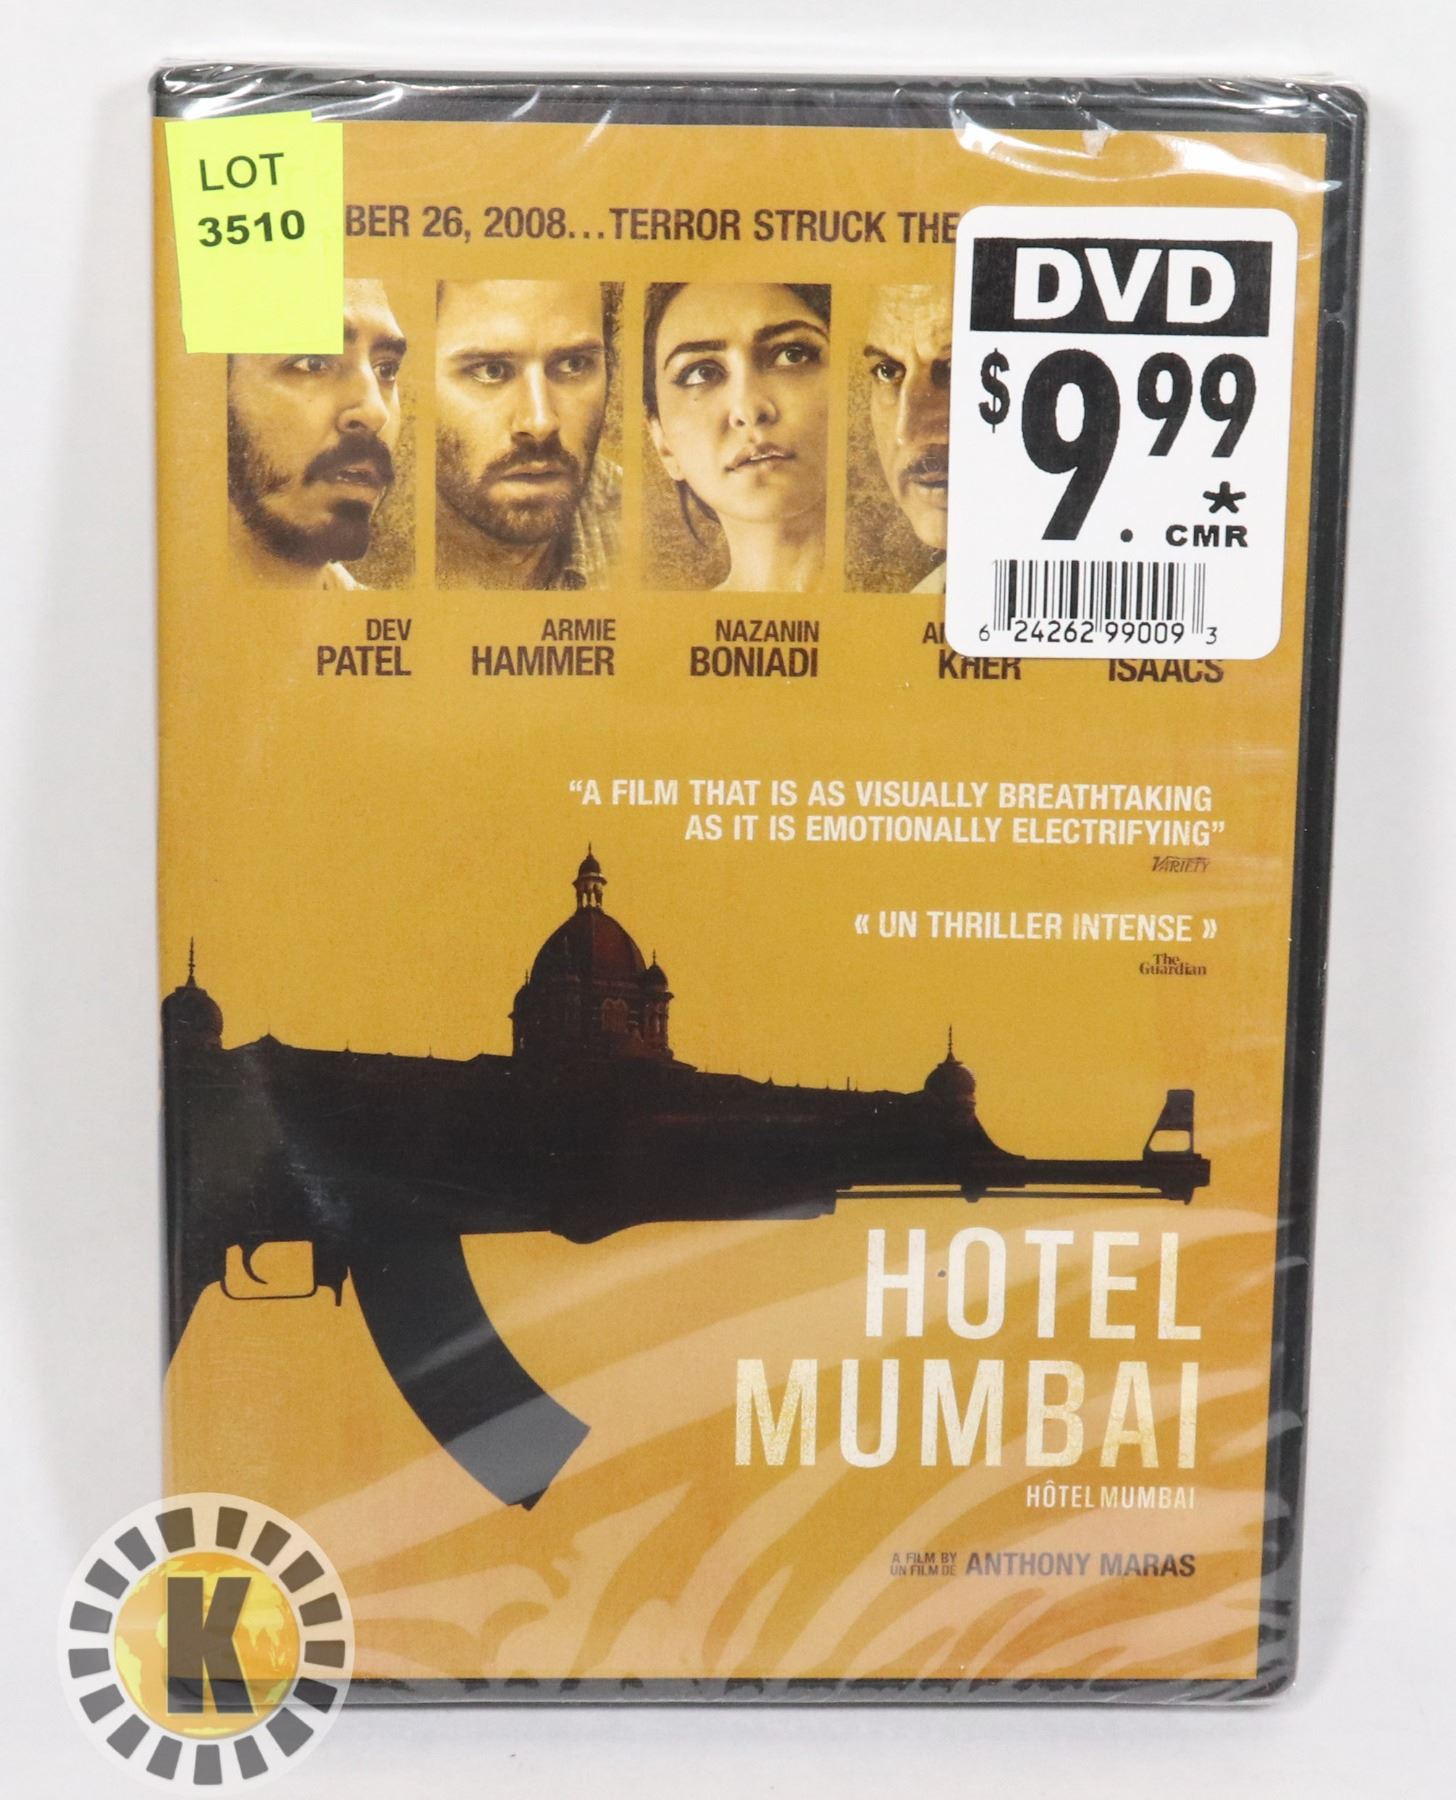 LOT
3510
BER 26, 2008...TERROR STRUCK THE
DVD
$9.99
*
CMR
6 24262 99009 3
DEV
PATEL
ARMIE
HAMMER
NAZANIN
BONIADI
KHER
ISAACS
“A FILM THAT IS AS VISUALLY BREATHTAKING
AS IT IS EMOTIONALLY ELECTRIFYING”
VARIETY
« UN THRILLER INTENSE »
The
Guardian
HOTEL
MUMBAI
HÔTEL MUMBAI
A FILM BY
UN FILM DE
ANTHONY MARAS
K